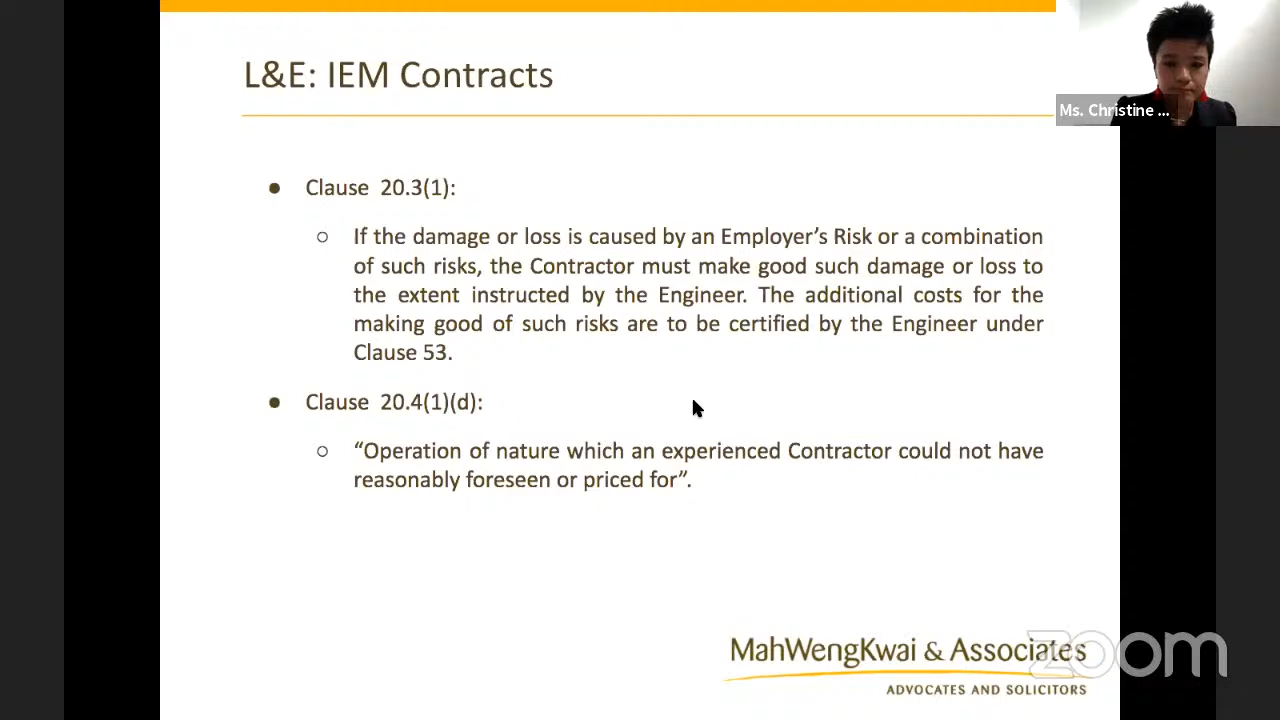 L&E: IEM Contracts
Ms. Christine ...
● Clause 20.3(1):
○ If the damage or loss is caused by an Employer’s Risk or a combination
of such risks, the Contractor must make good such damage or loss to
the extent instructed by the Engineer. The additional costs for the
making good of such risks are to be certified by the Engineer under
Clause 53.
● Clause 20.4(1)(d):
○ “Operation of nature which an experienced Contractor could not have
reasonably foreseen or priced for”.
MahWengKwai & Associates
zoom
ADVOCATES AND SOLICITORS